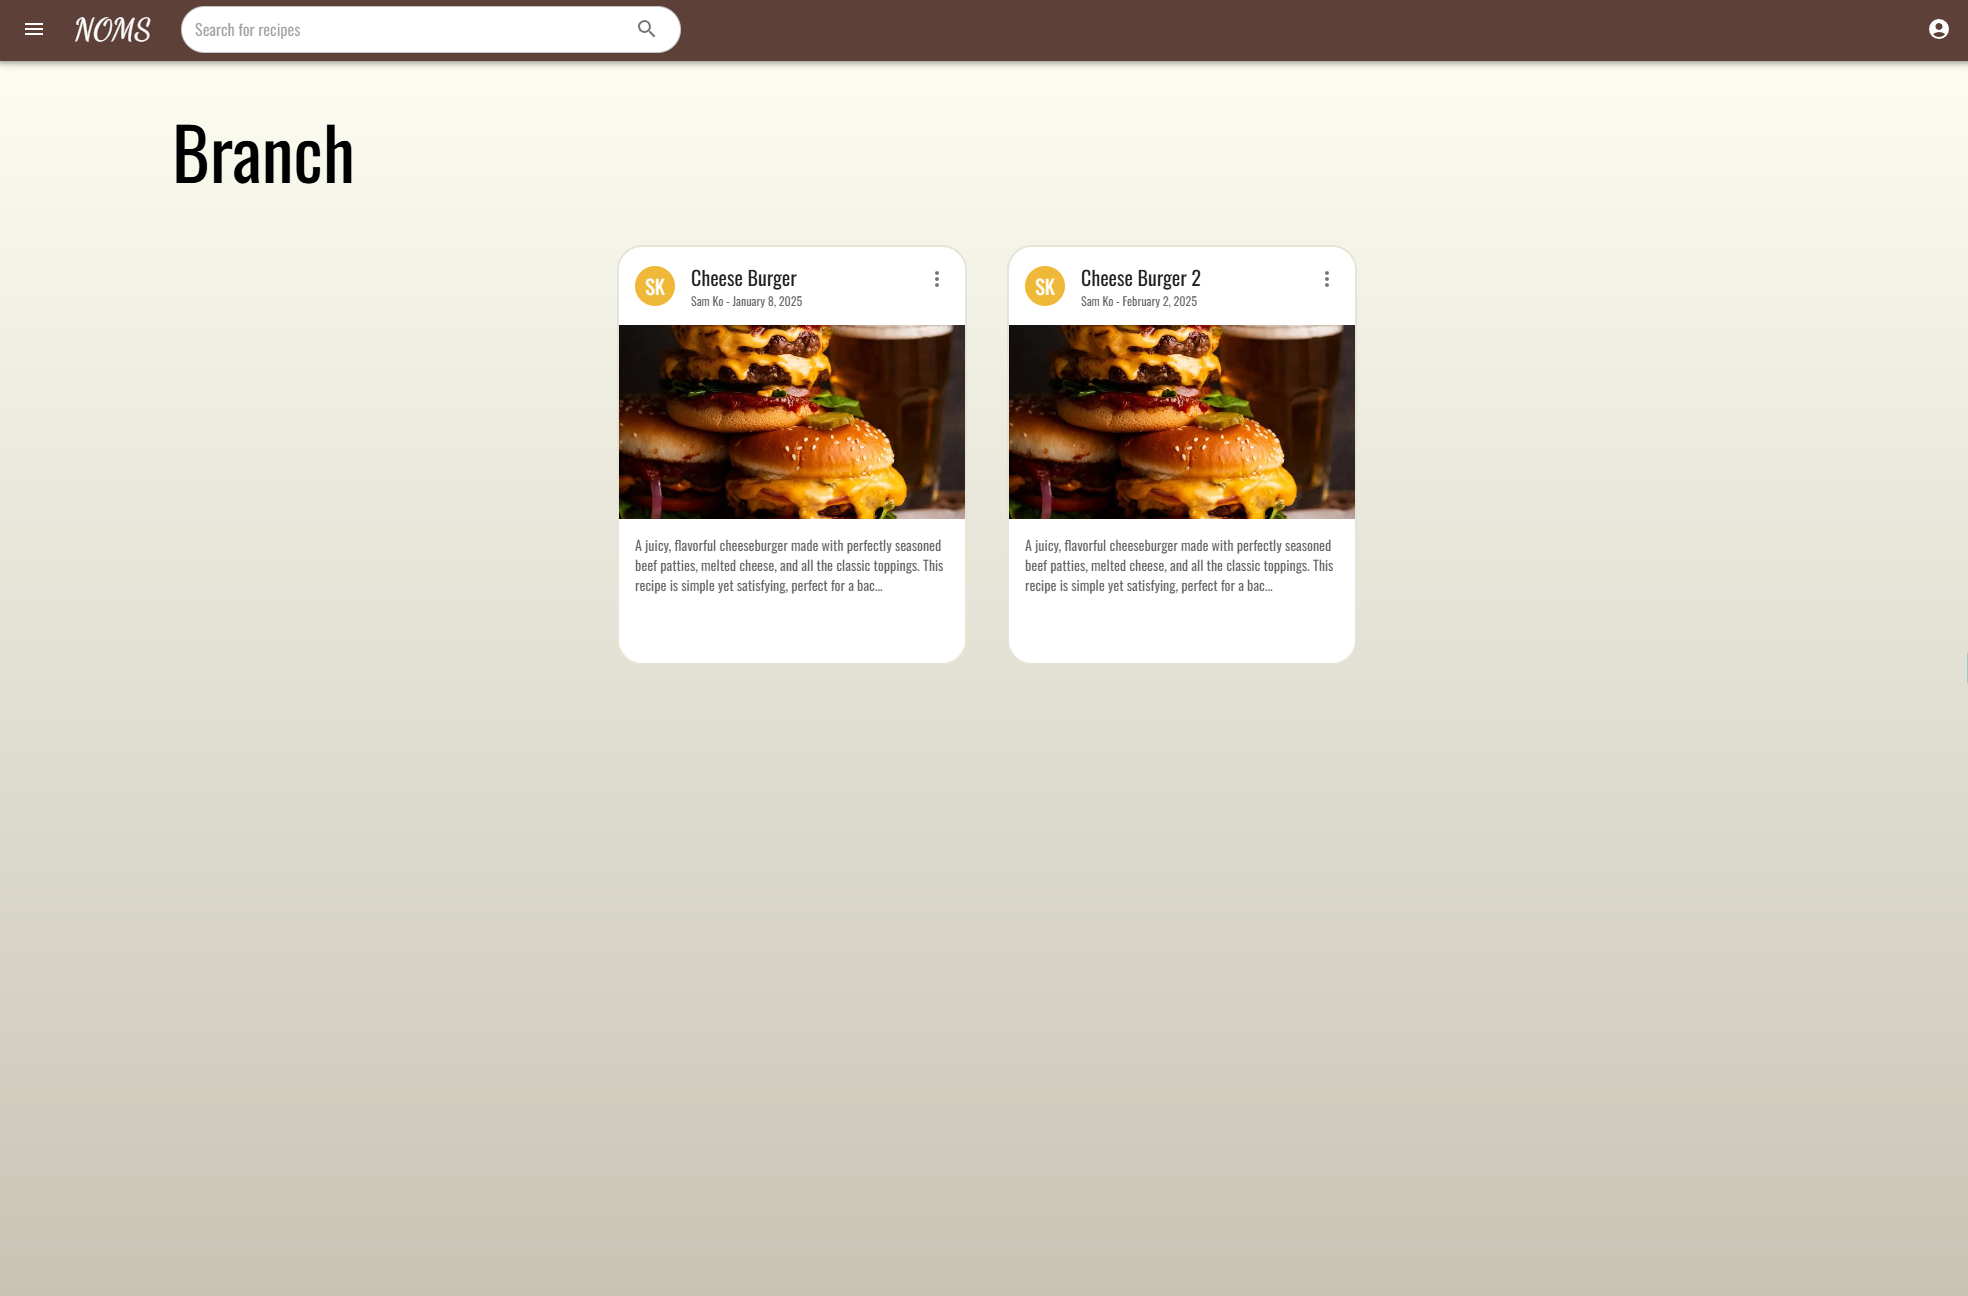 NOMS
Search for recipes
Branch
SK
Cheese Burger
Sam Ko - January 8, 2025
A juicy, flavorful cheeseburger made with perfectly seasoned
beef patties, melted cheese, and all the classic toppings. This
recipe is simple yet satisfying, perfect for a bac...
SK
Cheese Burger 2
Sam Ko - February 2, 2025
A juicy, flavorful cheeseburger made with perfectly seasoned
beef patties, melted cheese, and all the classic toppings. This
recipe is simple yet satisfying, perfect for a bac...